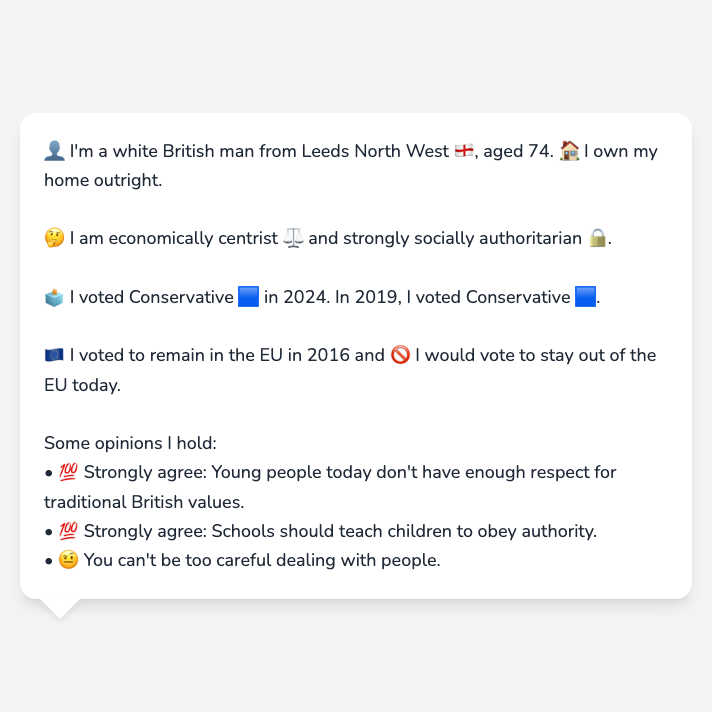 👤 I'm a white British man from Leeds North West 🏴󠁧󠁢󠁥󠁮󠁧󠁿, aged 74. 🏠 I own my
home outright.
🤔 I am economically centrist ⚖️ and strongly socially authoritarian 🔒.
🗳️ I voted Conservative 🟦 in 2024. In 2019, I voted Conservative 🟦.
🇪🇺 I voted to remain in the EU in 2016 and 🚫 I would vote to stay out of the
EU today.
Some opinions I hold:
• 💯 Strongly agree: Young people today don't have enough respect for
traditional British values.
• 💯 Strongly agree: Schools should teach children to obey authority.
• 🤨 You can't be too careful dealing with people.